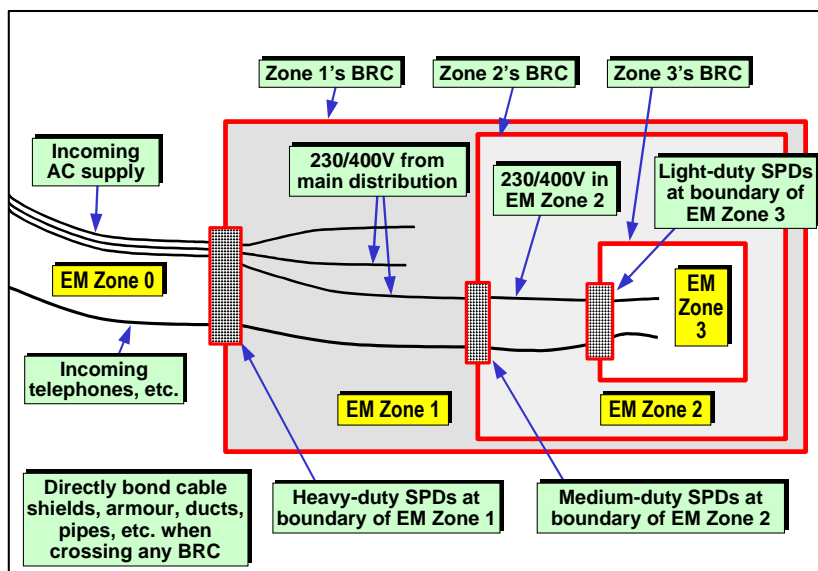 Zone 1's BRC
Zone 2's BRC
Zone 3's BRC
Incoming
AC supply
230/400V from
main distribution
230/400V in
EM Zone 2
Light-duty SPDs
at boundary of
EM Zone 3
EM Zone 0
EM
Zone
3
Incoming
telephones, etc.
EM Zone 1
EM Zone 2
Directly bond cable
shields, armour, ducts,
pipes, etc. when
crossing any BRC
Heavy-duty SPDs at
boundary of EM Zone 1
Medium-duty SPDs at
boundary of EM Zone 2